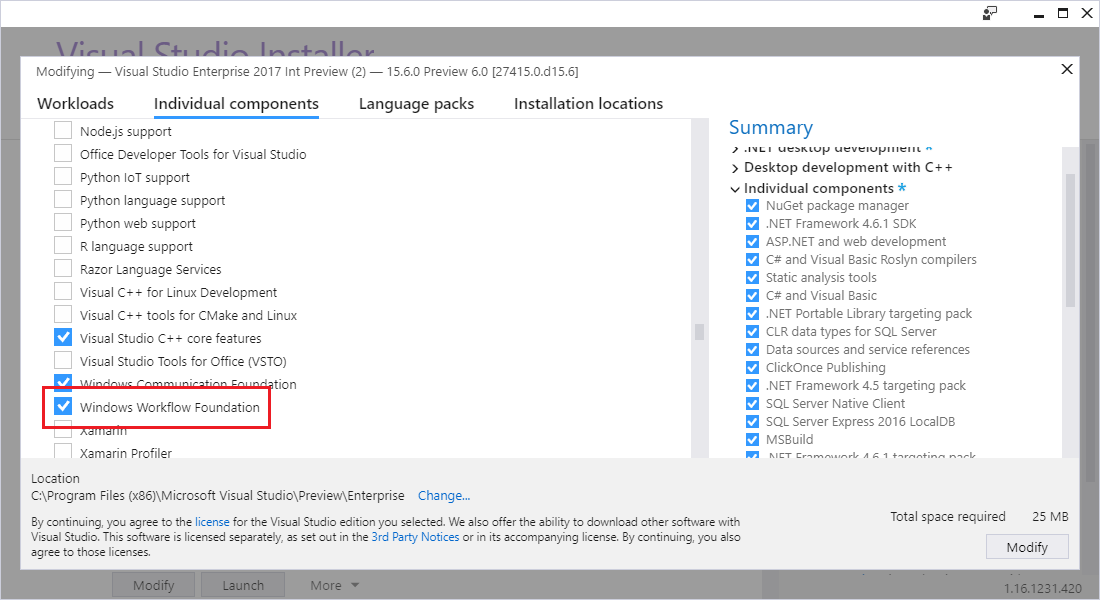 Visual Studio Installer
Modifying — Visual Studio Enterprise 2017 Int Preview (2) — 15.6.0 Preview 6.0 [27415.0.d15.6]
Workloads
Individual components
Language packs
Installation locations
Node.js support
Office Developer Tools for Visual Studio
Python IoT support
Python language support
Python web support
R language support
Razor Language Services
Visual C++ for Linux Development
Visual C++ tools for CMake and Linux
Visual Studio C++ core features
Visual Studio Tools for Office (VSTO)
Windows Communication Foundation
Windows Workflow Foundation
Xamarin
Xamarin Profiler
Summary
.NET desktop development *
Desktop development with C++
Individual components *
NuGet package manager
.NET Framework 4.6.1 SDK
ASP.NET and web development
C# and Visual Basic Roslyn compilers
Static analysis tools
C# and Visual Basic
.NET Portable Library targeting pack
CLR data types for SQL Server
Data sources and service references
ClickOnce Publishing
.NET Framework 4.5 targeting pack
SQL Server Native Client
SQL Server Express 2016 LocalDB
MSBuild
.NET Framework 4.6.1 targeting pack
Location
C:\Program Files (x86)\Microsoft Visual Studio\Preview\Enterprise Change...
By continuing, you agree to the license for the Visual Studio edition you selected. We also offer the ability to download other software with
Visual Studio. This software is licensed separately, as set out in the 3rd Party Notices or in its accompanying license. By continuing, you also
agree to those licenses.
Total space required 25 MB
Modify
Modify
Launch
More
1.16.1231.420